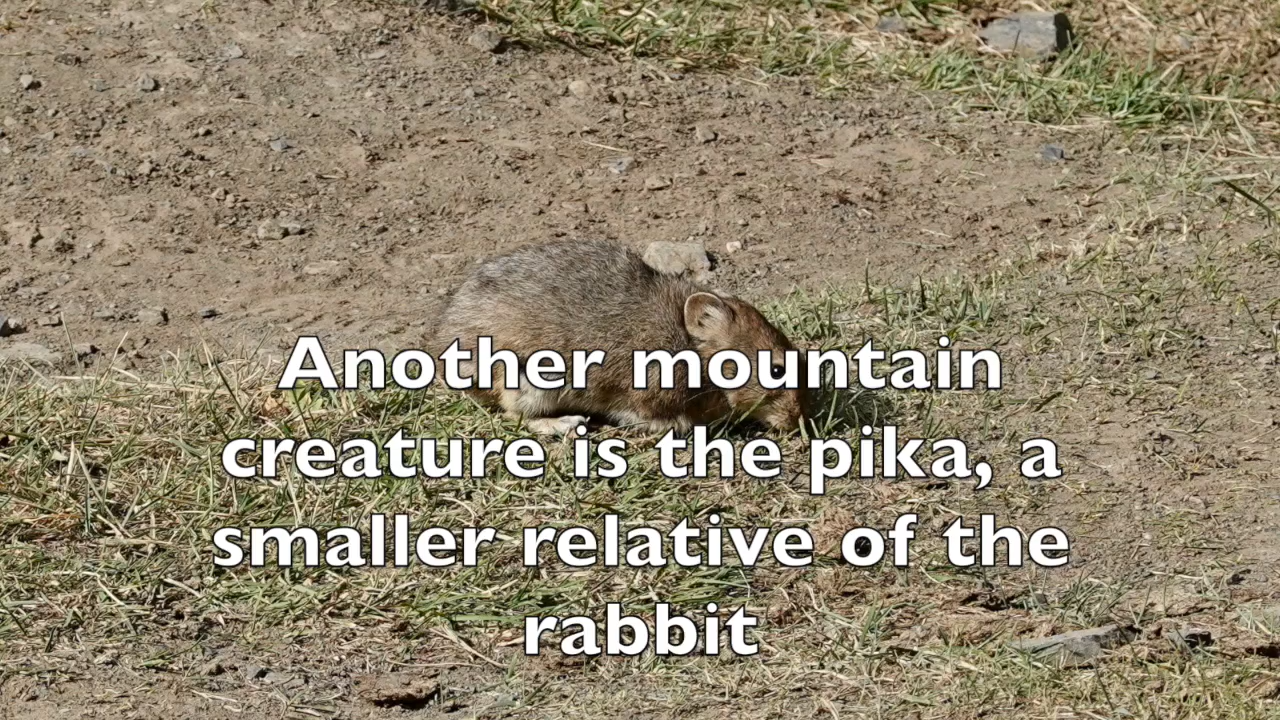 Another mountain
creature is the pika, a
smaller relative of the
rabbit